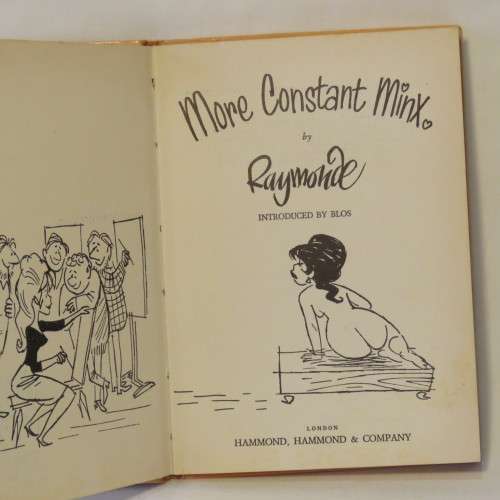 More Constant Minx.
by
Raymonde
INTRODUCED BY BLOS
LONDON
HAMMOND, HAMMOND & COMPANY